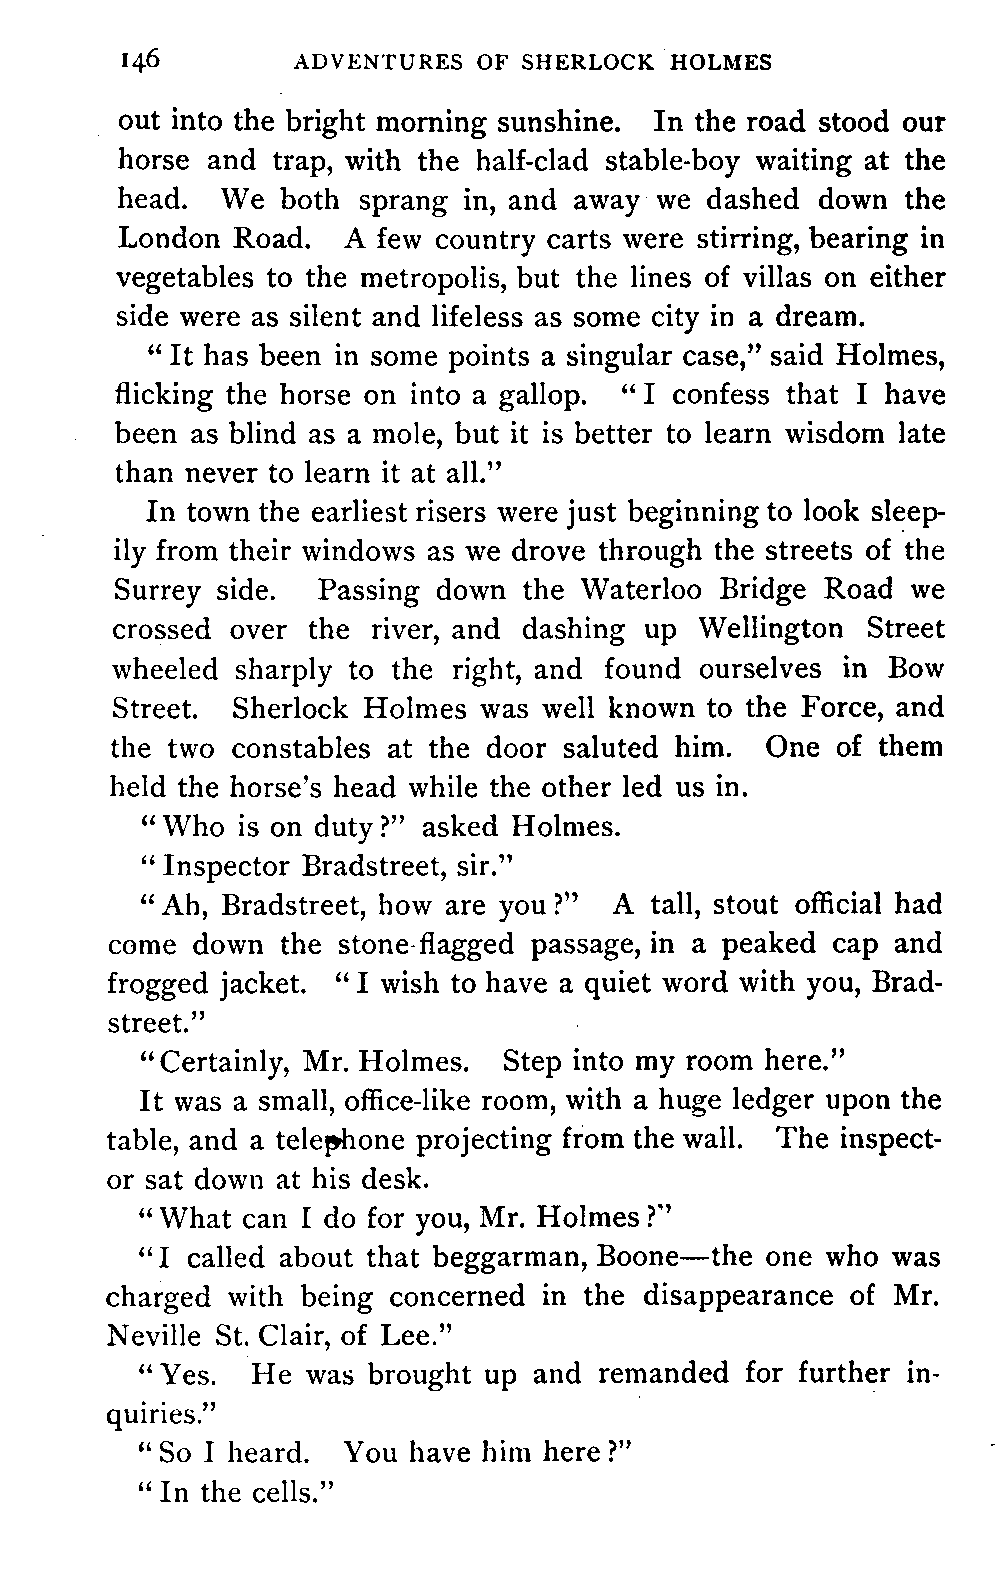 146 ADVENTURES OF SHERLOCK HOLMES
out into the bright morning sunshine. In the road stood our
horse and trap, with the half-clad stable-boy waiting at the
head. We both sprang in, and away we dashed down the
London Road. A few country carts were stirring, bearing in
vegetables to the metropolis, but the lines of villas on either
side were as silent and lifeless as some city in a dream.
“It has been in some points a singular case,” said Holmes,
flicking the horse on into a gallop. “I confess that I have
been as blind as a mole, but it is better to learn wisdom late
than never to learn it at all.”
In town the earliest risers were just beginning to look sleep-
ily from their windows as we drove through the streets of the
Surrey side. Passing down the Waterloo Bridge Road we
crossed over the river, and dashing up Wellington Street
wheeled sharply to the right, and found ourselves in Bow
Street. Sherlock Holmes was well known to the Force, and
the two constables at the door saluted him. One of them
held the horse’s head while the other led us in.
“Who is on duty?” asked Holmes.
“Inspector Bradstreet, sir.”
“Ah, Bradstreet, how are you?” A tall, stout official had
come down the stone-flagged passage, in a peaked cap and
frogged jacket. “I wish to have a quiet word with you, Brad-
street.”
“Certainly, Mr. Holmes. Step into my room here.”
It was a small, office-like room, with a huge ledger upon the
table, and a telephone projecting from the wall. The inspect-
or sat down at his desk.
“What can I do for you, Mr. Holmes?”
“I called about that beggarman, Boone—the one who was
charged with being concerned in the disappearance of Mr.
Neville St. Clair, of Lee.”
“Yes. He was brought up and remanded for further in-
quiries.”
“So I heard. You have him here?”
“In the cells.”